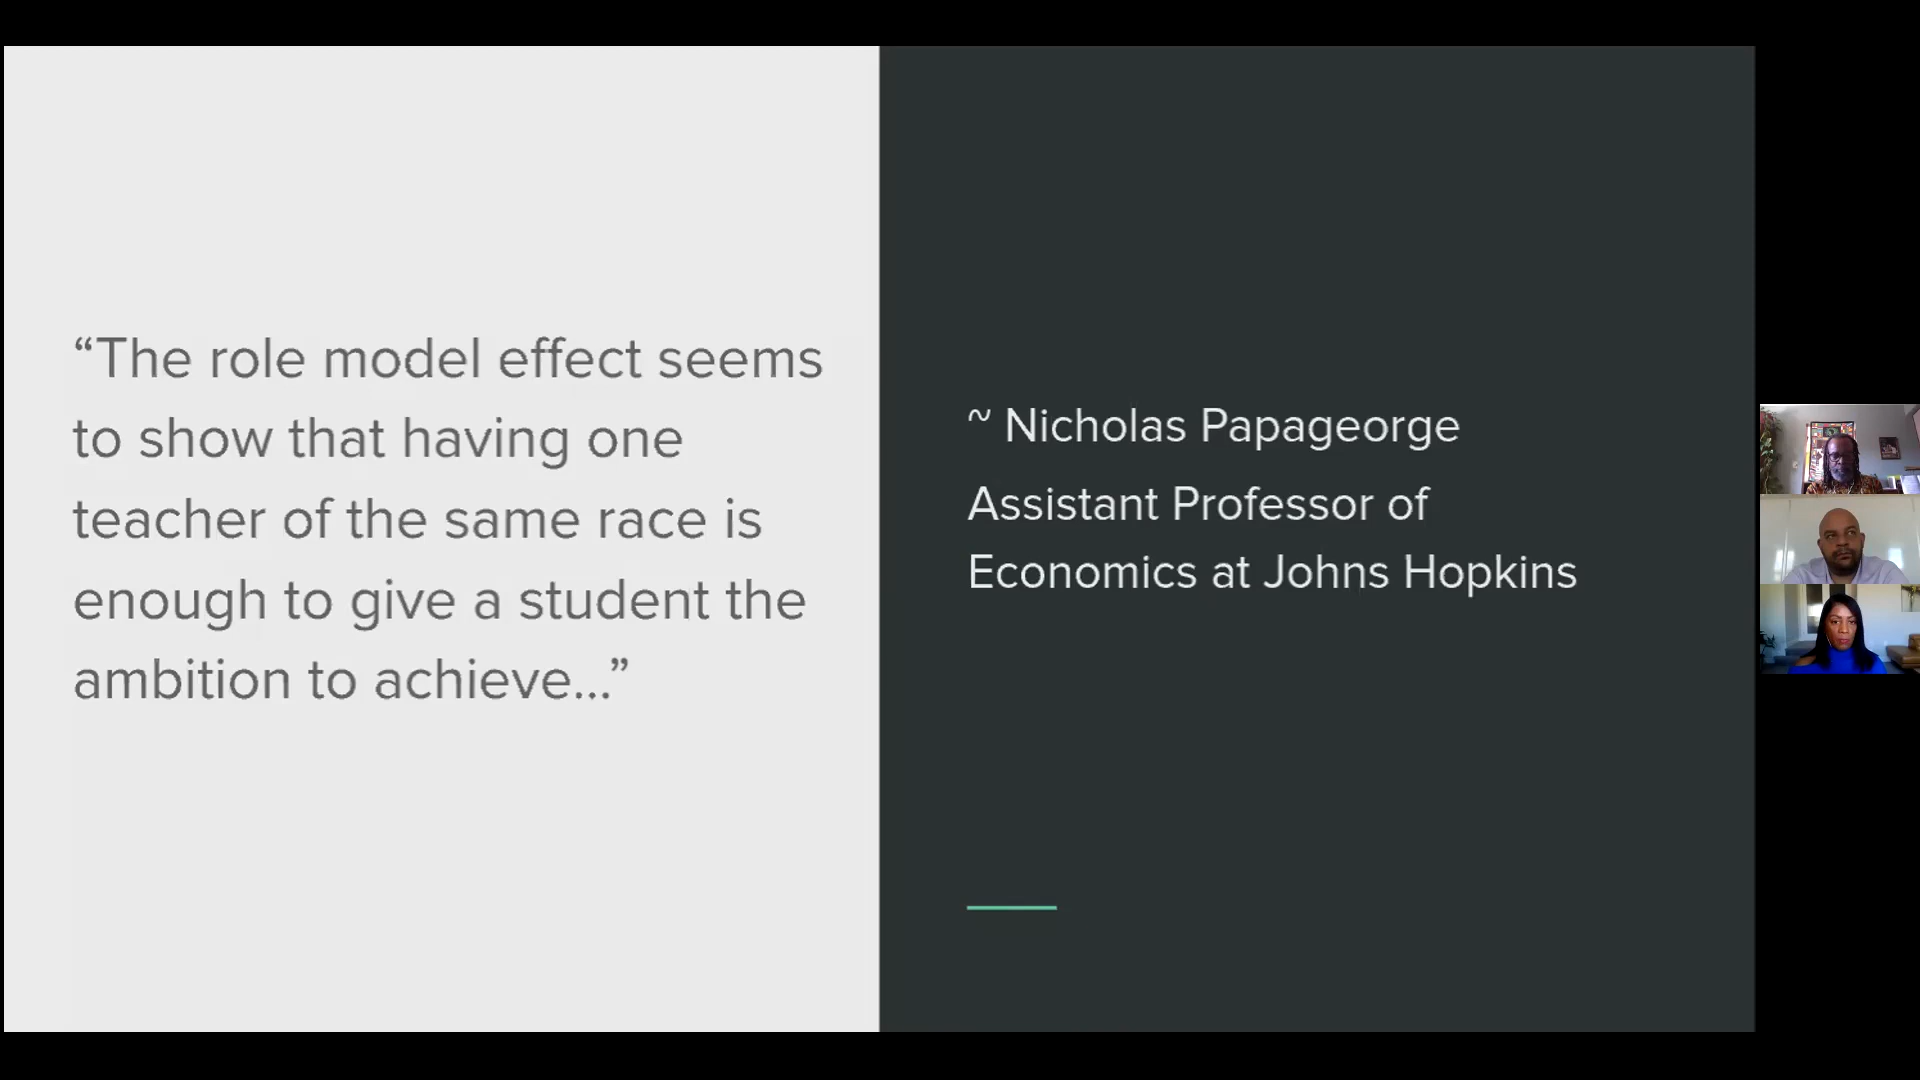 “The role model effect seems
to show that having one
teacher of the same race is
enough to give a student the
ambition to achieve...”
~ Nicholas Papageorge
Assistant Professor of
Economics at Johns Hopkins